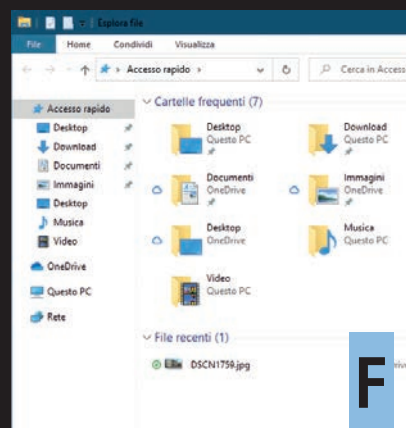 Esplora file
File Home Condividi Visualizza
Accesso rapido Cerca in Access
Accesso rapido
Desktop
Download
Documenti
Immagini
Desktop
Musica
Video
OneDrive
Questo PC
Rete
Cartelle frequenti (7)
Desktop
Questo PC
Download
Questo PC
Documenti
OneDrive
Immagini
OneDrive
Desktop
OneDrive
Musica
Questo PC
Video
Questo PC
File recenti (1)
DSCN1759.jpg
F